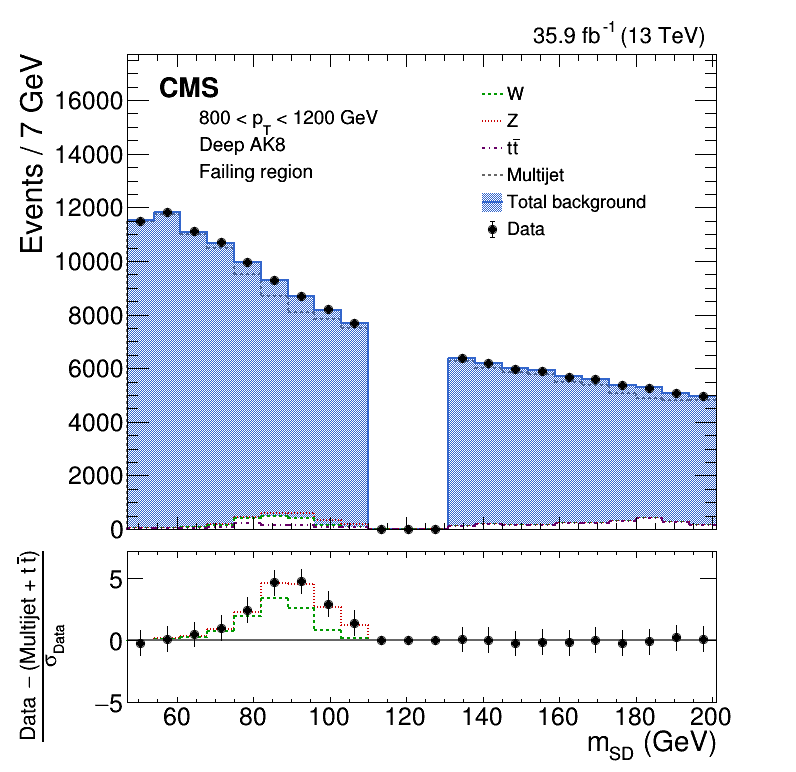 35.9 fb⁻¹ (13 TeV)
CMS
800 < p_T < 1200 GeV
Deep AK8
Failing region
W
Z
tt̄
Multijet
Total background
Data
Events / 7 GeV
16000
14000
12000
10000
8000
6000
4000
2000
0
Data − (Multijet + t t̄)
σ_Data
5
0
−5
60 80 100 120 140 160 180 200
m_SD (GeV)